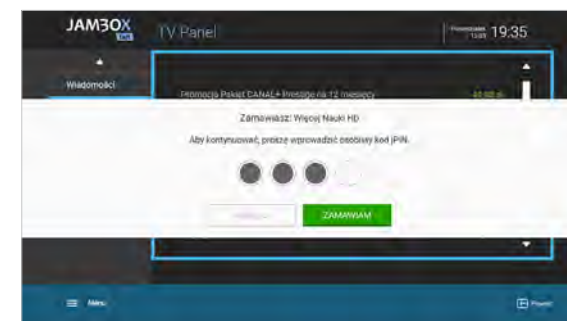 JAMBOX
TV Panel
19:35
Wiadomości
Promocja Pakiet CANAL+ Prestige na 12 miesięcy
Zamawiasz: Więcej Nauki HD
Aby kontynuować, proszę wprowadzić osobisty kod jPIN.
ZAMAWIAM
Menu
Powrót